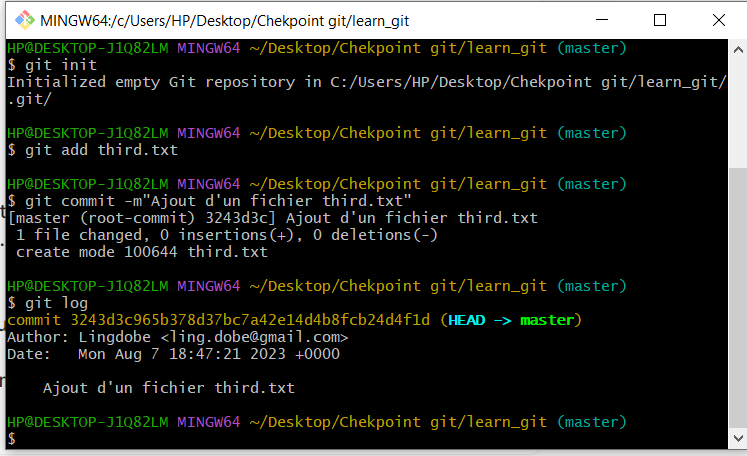 MINGW64:/c/Users/HP/Desktop/Chekpoint git/learn_git
HP@DESKTOP-J1Q82LM MINGW64 ~/Desktop/Chekpoint git/learn_git (master)
$ git init
Initialized empty Git repository in C:/Users/HP/Desktop/Chekpoint git/learn_git/
.git/
HP@DESKTOP-J1Q82LM MINGW64 ~/Desktop/Chekpoint git/learn_git (master)
$ git add third.txt
HP@DESKTOP-J1Q82LM MINGW64 ~/Desktop/Chekpoint git/learn_git (master)
$ git commit -m"Ajout d'un fichier third.txt"
[master (root-commit) 3243d3c] Ajout d'un fichier third.txt
 1 file changed, 0 insertions(+), 0 deletions(-)
 create mode 100644 third.txt
HP@DESKTOP-J1Q82LM MINGW64 ~/Desktop/Chekpoint git/learn_git (master)
$ git log
commit 3243d3c965b378d37bc7a42e14d4b8fcb24d4f1d (HEAD -> master)
Author: Lingdobe <ling.dobe@gmail.com>
Date:   Mon Aug 7 18:47:21 2023 +0000
    Ajout d'un fichier third.txt
HP@DESKTOP-J1Q82LM MINGW64 ~/Desktop/Chekpoint git/learn_git (master)
$